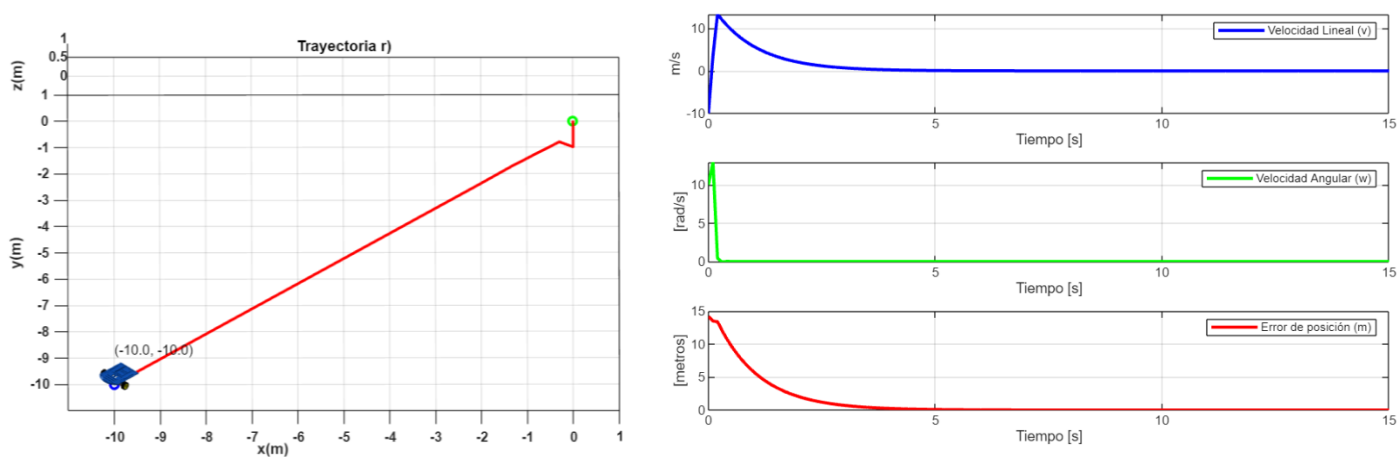 Trayectoria r)
z(m)
1
0.5
0
y(m)
1
0
-1
-2
-3
-4
-5
-6
-7
-8
-9
-10
(-10.0, -10.0)
-10 -9 -8 -7 -6 -5 -4 -3 -2 -1 0 1
x(m)
m/s
10
0
-10
Velocidad Lineal (v)
0 5 10 15
Tiempo [s]
[rad/s]
10
5
0
Velocidad Angular (w)
0 5 10 15
Tiempo [s]
[metros]
15
10
5
0
Error de posición (m)
0 5 10 15
Tiempo [s]